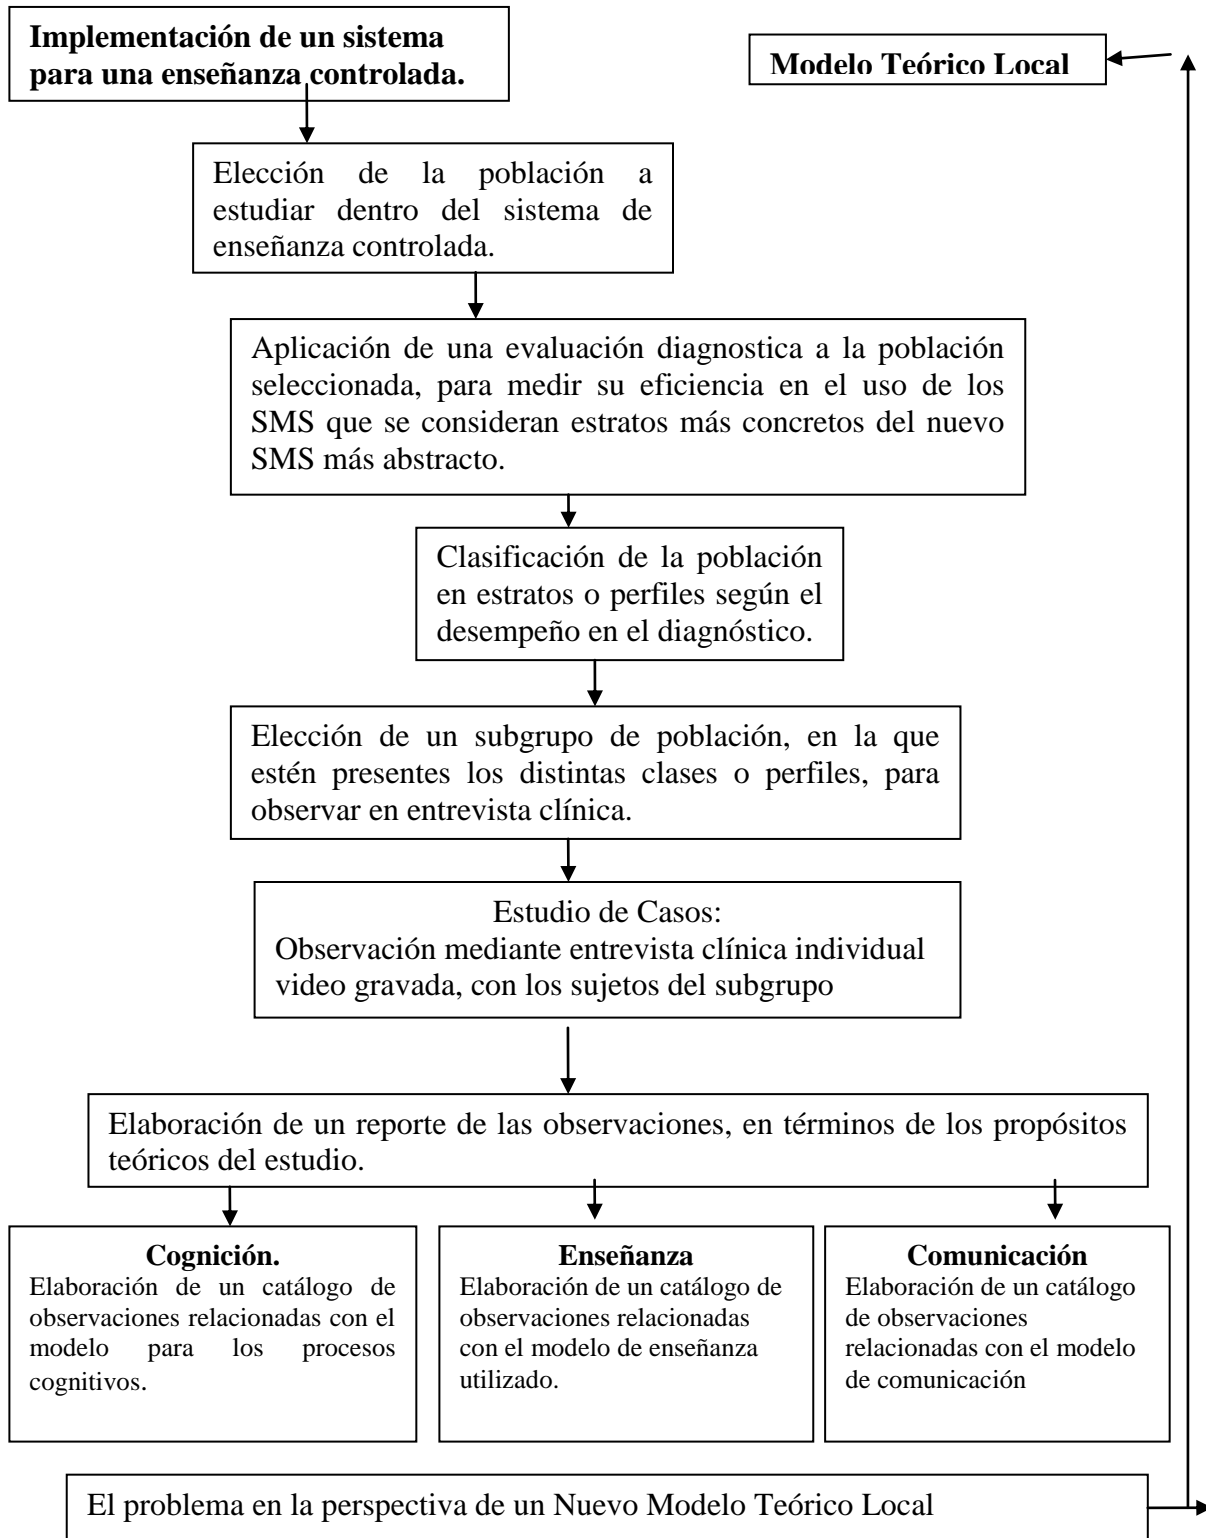 Implementación de un sistema
para una enseñanza controlada.
Modelo Teórico Local
Elección de la población a
estudiar dentro del sistema de
enseñanza controlada.
Aplicación de una evaluación diagnostica a la población
seleccionada, para medir su eficiencia en el uso de los
SMS que se consideran estratos más concretos del nuevo
SMS más abstracto.
Clasificación de la población
en estratos o perfiles según el
desempeño en el diagnóstico.
Elección de un subgrupo de población, en la que
estén presentes los distintas clases o perfiles, para
observar en entrevista clínica.
Estudio de Casos:
Observación mediante entrevista clínica individual
video gravada, con los sujetos del subgrupo
Elaboración de un reporte de las observaciones, en términos de los propósitos
teóricos del estudio.
Cognición.
Elaboración de un catálogo de
observaciones relacionadas con el
modelo para los procesos
cognitivos.
Enseñanza
Elaboración de un catálogo de
observaciones relacionadas
con el modelo de enseñanza
utilizado.
Comunicación
Elaboración de un catálogo
de observaciones
relacionadas con el modelo
de comunicación
El problema en la perspectiva de un Nuevo Modelo Teórico Local